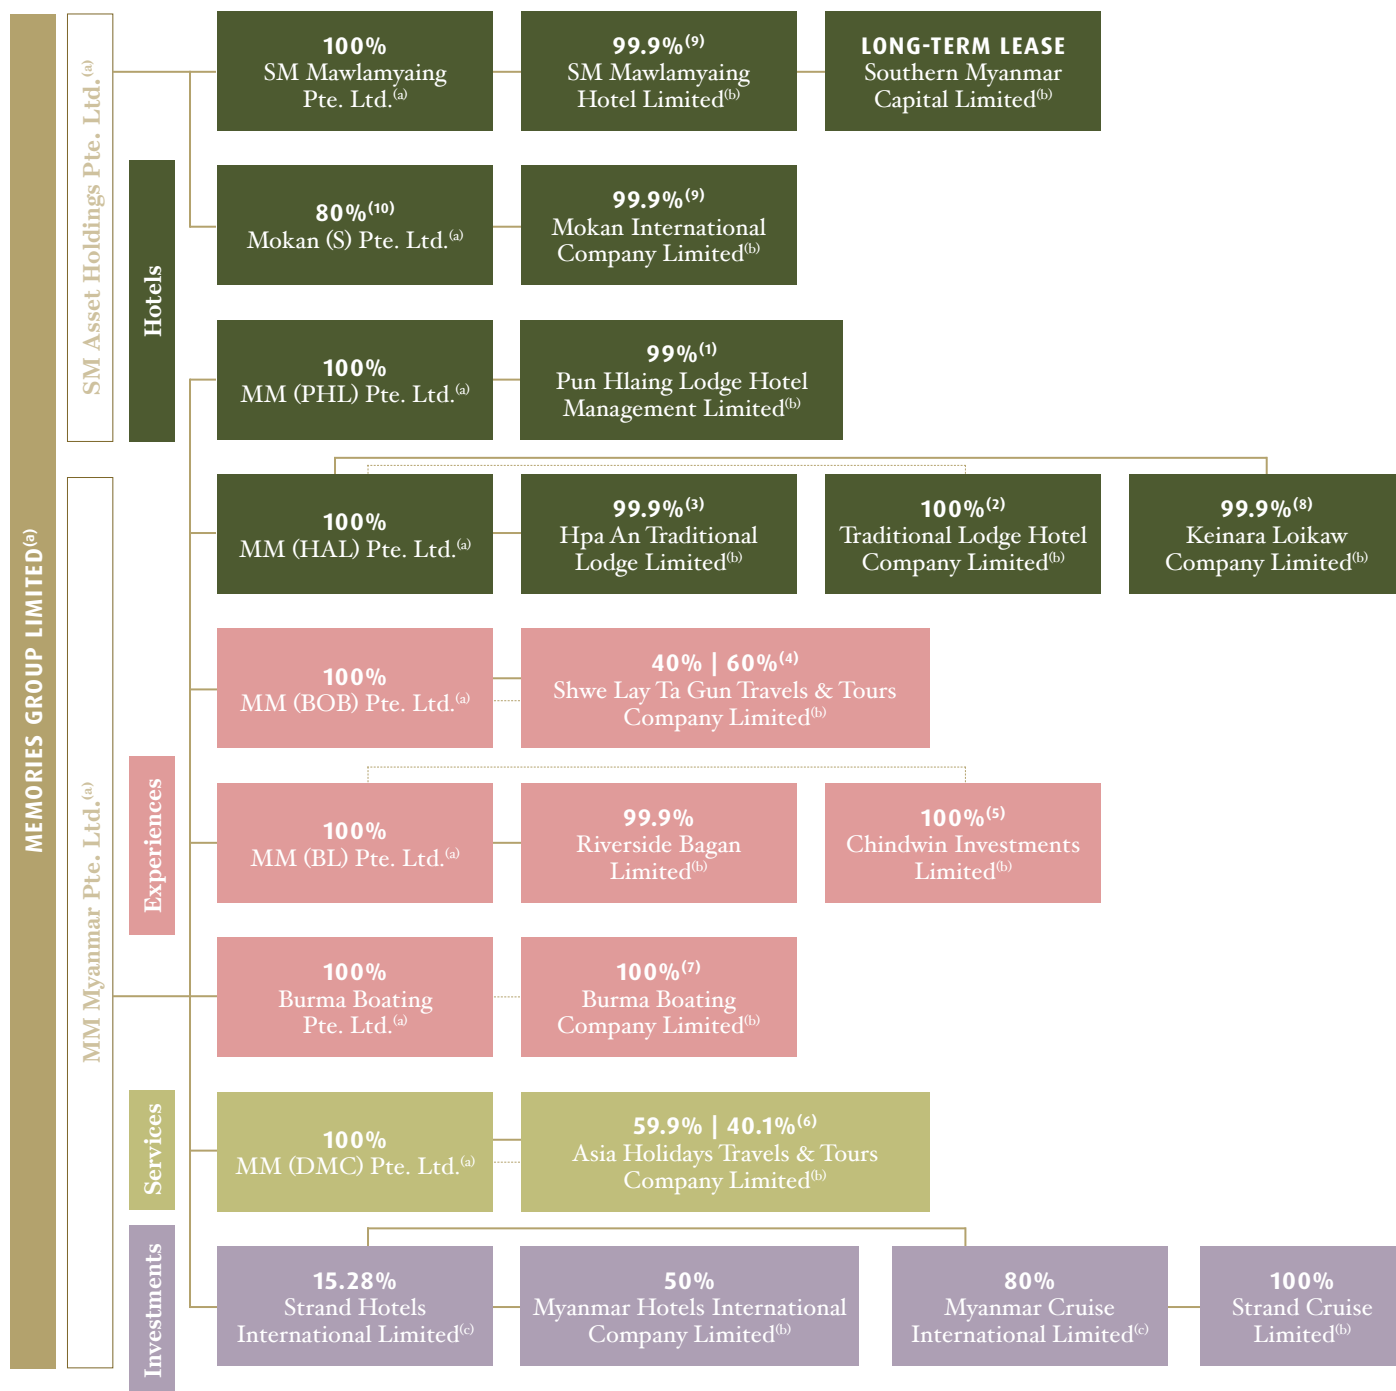 MEMORIES GROUP LIMITED(a)
SM Asset Holdings Pte. Ltd.(a)
MM Myanmar Pte. Ltd.(a)
Hotels
100%
SM Mawlamyaing
Pte. Ltd.(a)
99.9%(9)
SM Mawlamyaing
Hotel Limited(b)
LONG-TERM LEASE
Southern Myanmar
Capital Limited(b)
80%(10)
Mokan (S) Pte. Ltd.(a)
99.9%(9)
Mokan International
Company Limited(b)
100%
MM (PHL) Pte. Ltd.(a)
99%(1)
Pun Hlaing Lodge Hotel
Management Limited(b)
100%
MM (HAL) Pte. Ltd.(a)
99.9%(3)
Hpa An Traditional
Lodge Limited(b)
100%(2)
Traditional Lodge Hotel
Company Limited(b)
99.9%(8)
Keinara Loikaw
Company Limited(b)
Experiences
100%
MM (BOB) Pte. Ltd.(a)
40% | 60%(4)
Shwe Lay Ta Gun Travels & Tours
Company Limited(b)
100%
MM (BL) Pte. Ltd.(a)
99.9%
Riverside Bagan
Limited(b)
100%(5)
Chindwin Investments
Limited(b)
100%
Burma Boating
Pte. Ltd.(a)
100%(7)
Burma Boating
Company Limited(b)
Services
100%
MM (DMC) Pte. Ltd.(a)
59.9% | 40.1%(6)
Asia Holidays Travels & Tours
Company Limited(b)
Investments
15.28%
Strand Hotels
International Limited(c)
50%
Myanmar Hotels International
Company Limited(b)
80%
Myanmar Cruise
International Limited(c)
100%
Strand Cruise
Limited(b)